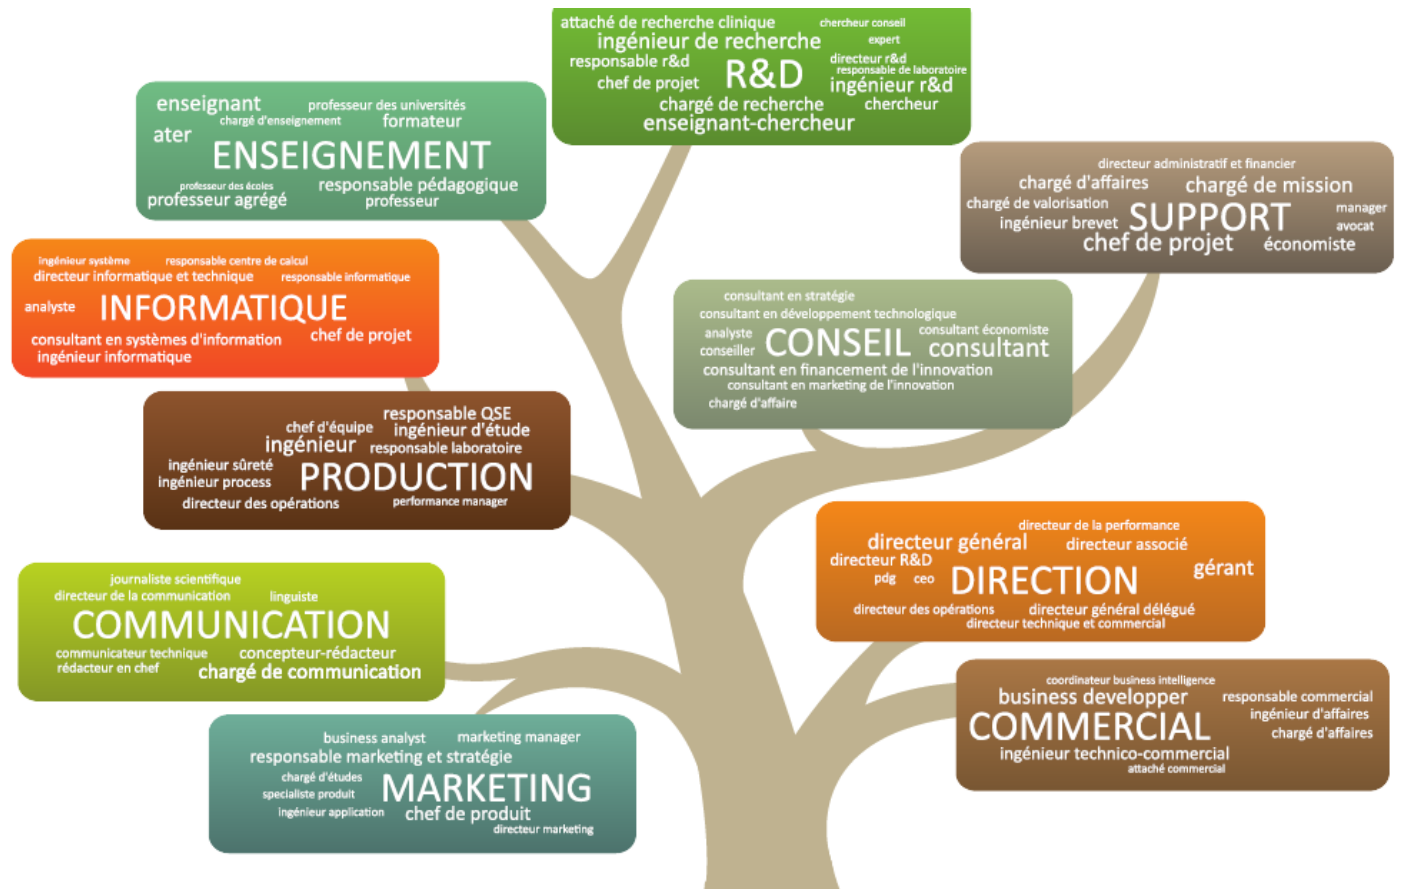 attaché de recherche clinique
chercheur conseil
ingénieur de recherche
expert
responsable r&d
directeur r&d
responsable de laboratoire
chef de projet
R&D
ingénieur r&d
chargé de recherche
chercheur
enseignant-chercheur
enseignant
professeur des universités
chargé d'enseignement
formateur
ater
ENSEIGNEMENT
professeur des écoles
responsable pédagogique
professeur agrégé
professeur
directeur administratif et financier
chargé d'affaires
chargé de mission
chargé de valorisation
manager
ingénieur brevet
SUPPORT
avocat
chef de projet
économiste
ingénieur système
responsable centre de calcul
directeur informatique et technique
responsable informatique
analyste
INFORMATIQUE
consultant en systèmes d'information
chef de projet
ingénieur informatique
consultant en stratégie
consultant en développement technologique
analyste
consultant économiste
conseiller
CONSEIL
consultant
consultant en financement de l'innovation
consultant en marketing de l'innovation
chargé d'affaire
responsable QSE
chef d'équipe
ingénieur d'étude
ingénieur
responsable laboratoire
ingénieur sûreté
ingénieur process
PRODUCTION
directeur des opérations
performance manager
directeur de la performance
directeur général
directeur associé
directeur R&D
gérant
pdg
ceo
DIRECTION
directeur des opérations
directeur général délégué
directeur technique et commercial
journaliste scientifique
directeur de la communication
linguiste
COMMUNICATION
communicateur technique
concepteur-rédacteur
rédacteur en chef
chargé de communication
coordinateur business intelligence
business developper
responsable commercial
COMMERCIAL
ingénieur d'affaires
chargé d'affaires
ingénieur technico-commercial
attaché commercial
business analyst
marketing manager
responsable marketing et stratégie
chargé d'études
specialiste produit
MARKETING
ingénieur application
chef de produit
directeur marketing